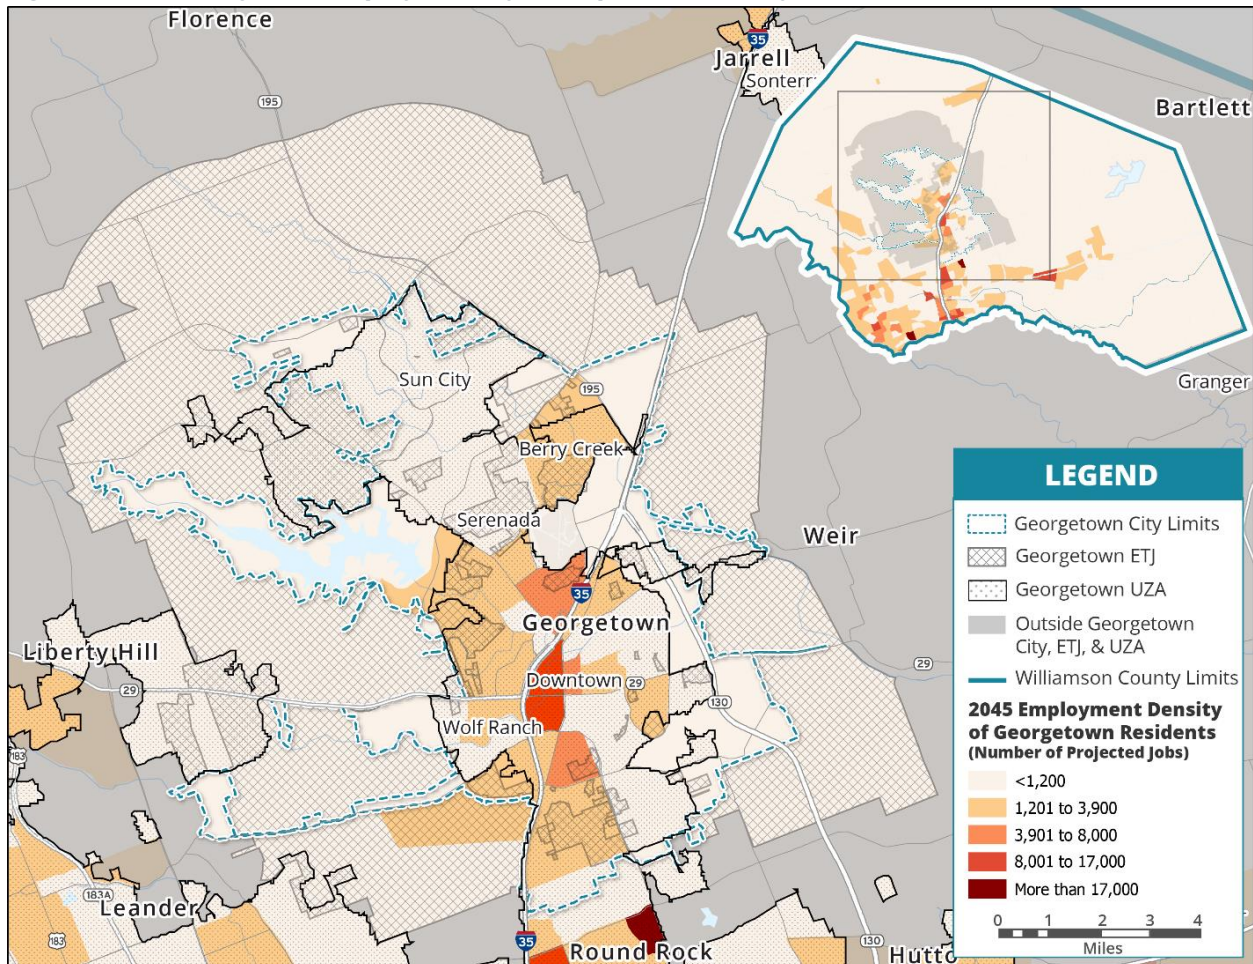 Florence
35
Jarrell
Sonterr
195
Bartlett
Granger
Sun City
195
Berry Creek
Serenada
Weir
35
Georgetown
Liberty Hill
29
Downtown
29
29
130
Wolf Ranch
183
183A
Leander
183
35
Round Rock
130
Hutto
LEGEND
Georgetown City Limits
Georgetown ETJ
Georgetown UZA
Outside Georgetown
City, ETJ, & UZA
Williamson County Limits
2045 Employment Density
of Georgetown Residents
(Number of Projected Jobs)
<1,200
1,201 to 3,900
3,901 to 8,000
8,001 to 17,000
More than 17,000
0 1 2 3 4
Miles